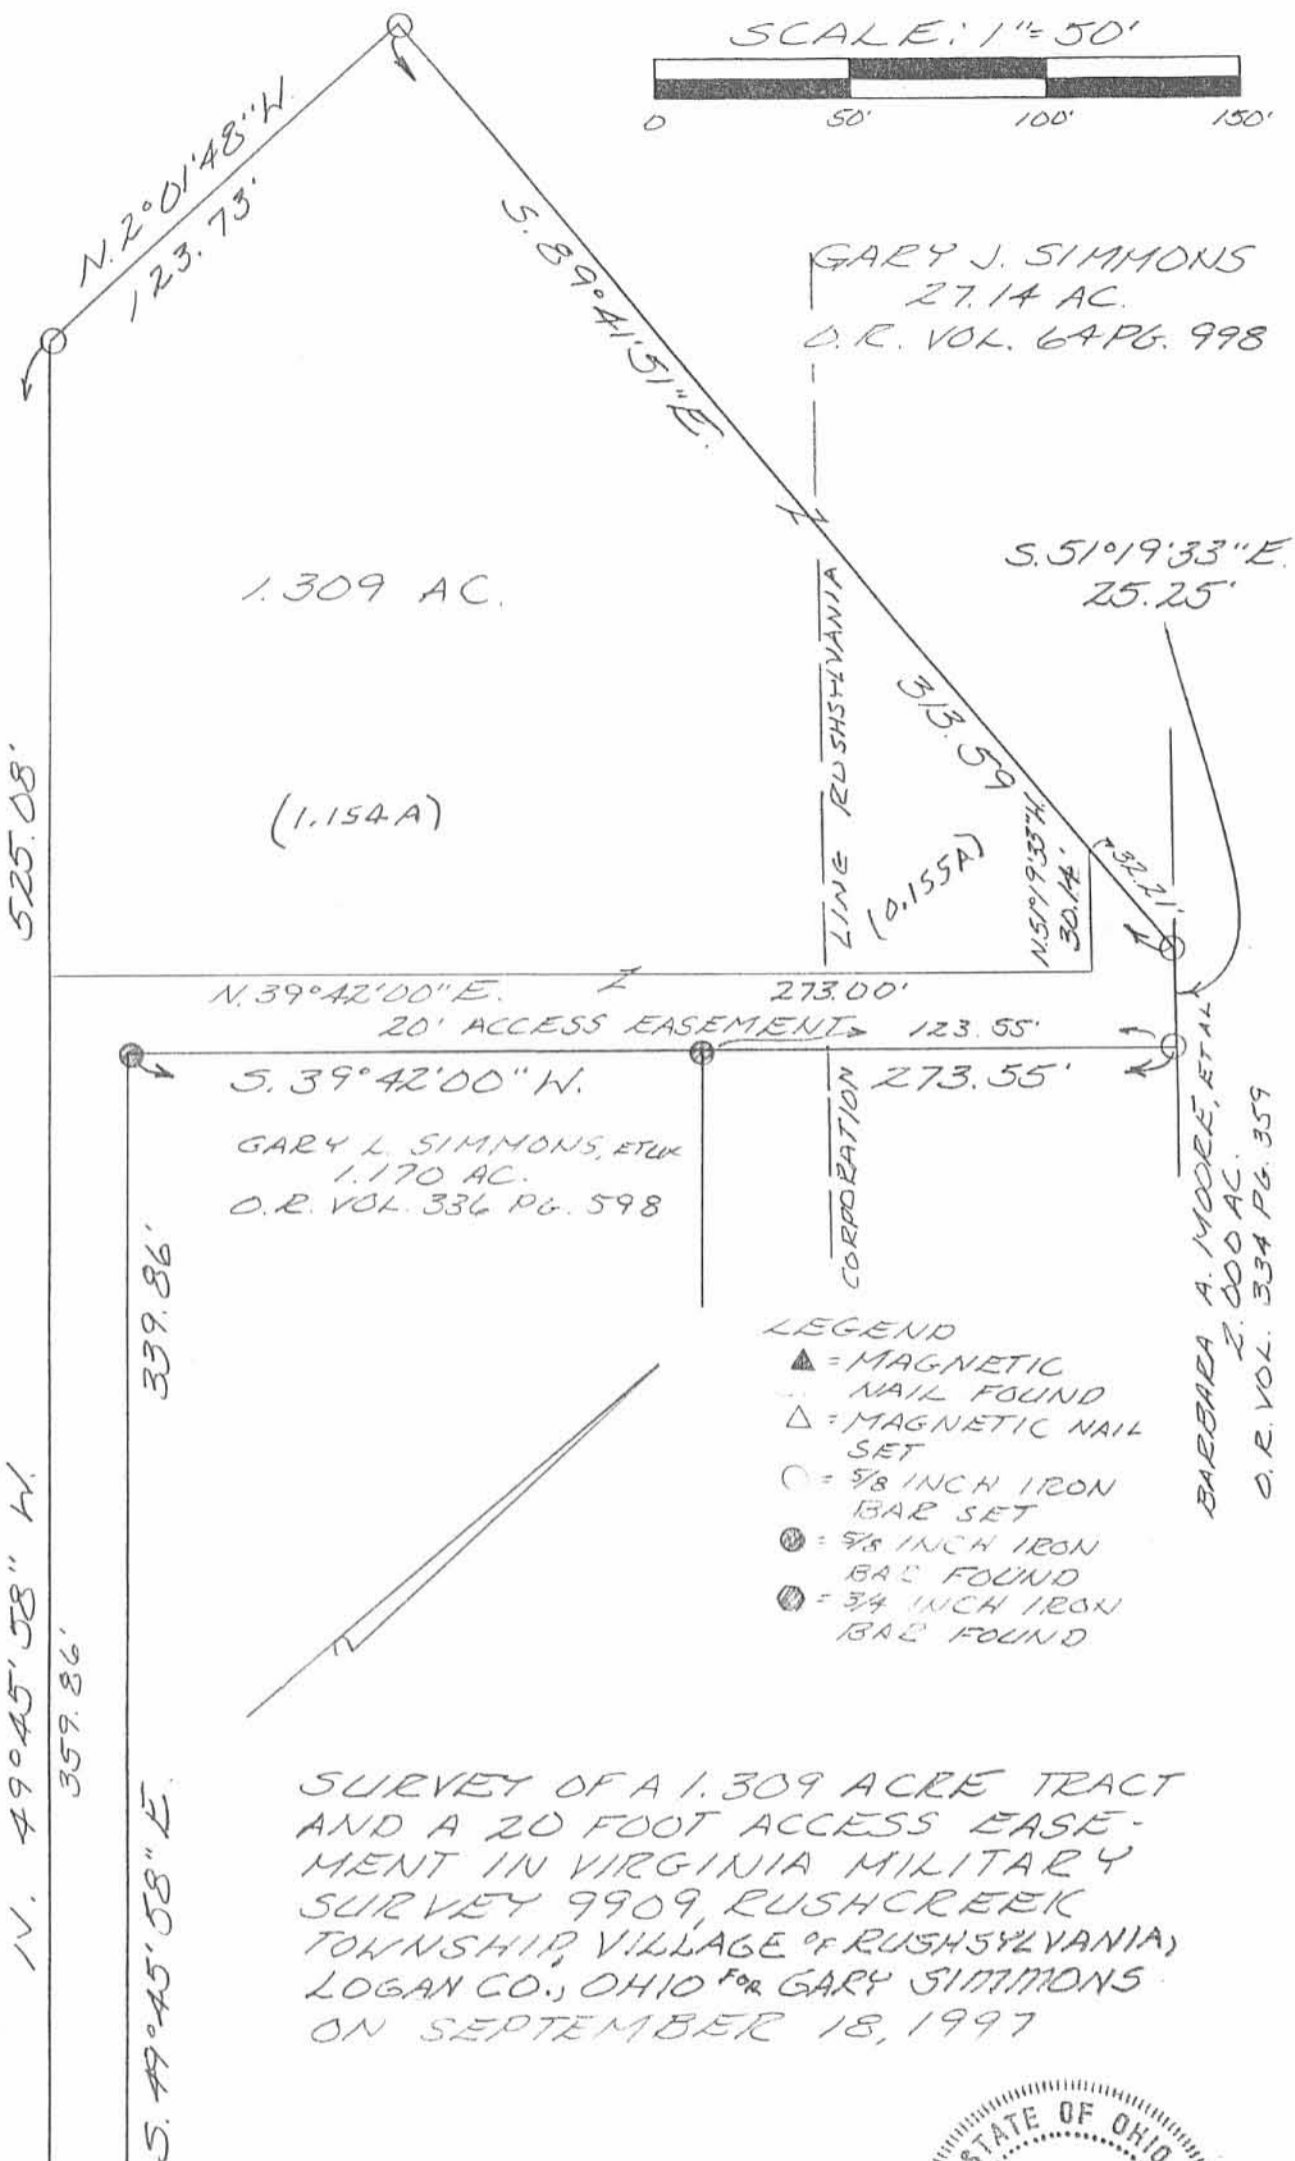 SCALE: 1"=50'
0 50' 100' 150'
N. 2°01'48" W.
123.73'
S. 89°41'51" E.
GARY J. SIMMONS
27.14 AC.
O.R. VOL. 64 PG. 998
S. 51°19'33" E.
25.25'
1.309 AC.
(1.154 A)
LINE RUSHSYLVANIA
313.59
(0.155A)
N.51°19'33"W.
30.14'
32.21'
525.08'
N. 39°42'00" E.
273.00'
20' ACCESS EASEMENT
123.55'
S. 39°42'00" W.
273.55'
GARY L. SIMMONS, ETUX
1.170 AC.
O.R. VOL. 336 PG. 598
CORPORATION
BARBARA A. MOORE, ET AL
2.000 AC.
O.R. VOL. 334 PG. 359
339.86'
LEGEND
▲ = MAGNETIC
NAIL FOUND
△ = MAGNETIC NAIL
SET
○ = 5/8 INCH IRON
BAR SET
= 5/8 INCH IRON
BAR FOUND
= 3/4 INCH IRON
BAR FOUND
N. 49°45'58" W.
359.86'
S. 49°45'58" E.
SURVEY OF A 1.309 ACRE TRACT
AND A 20 FOOT ACCESS EASE-
MENT IN VIRGINIA MILITARY
SURVEY 9909, RUSHCREEK
TOWNSHIP, VILLAGE OF RUSHSYLVANIA,
LOGAN CO., OHIO FOR GARY SIMMONS
ON SEPTEMBER 18, 1997
STATE OF OHIO